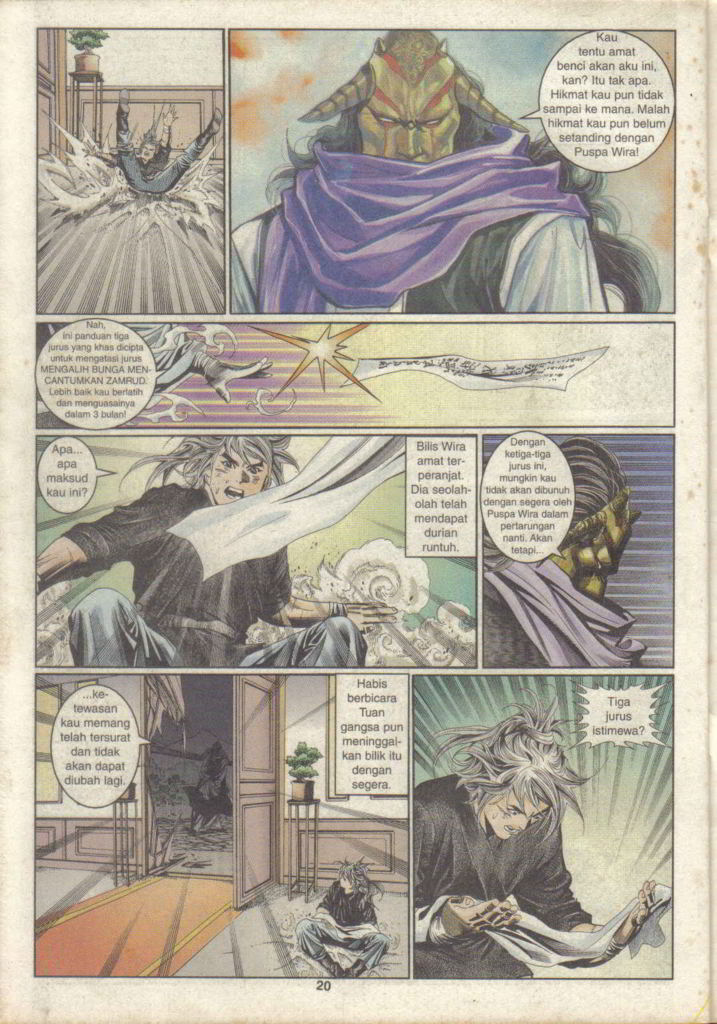 Kau
tentu amat
benci akan aku ini,
kan? Itu tak apa.
Hikmat kau pun tidak
sampai ke mana. Malah
hikmat kau pun belum
setanding dengan
Puspa Wira!
Nah,
ini panduan tiga
jurus yang khas dicipta
untuk mengatasi jurus
MENGALIH BUNGA MEN-
CANTUMKAN ZAMRUD.
Lebih baik kau berlatih
dan menguasainya
dalam 3 bulan!
Apa...
apa
maksud
kau ini?
Bilis Wira
amat ter-
peranjat.
Dia seolah-
olah telah
mendapat
durian
runtuh.
Dengan
ketiga-tiga
jurus ini,
mungkin kau
tidak akan dibunuh
dengan segera oleh
Puspa Wira dalam
pertarungan
nanti. Akan
tetapi...
...ke-
tewasan
kau memang
telah tersurat
dan tidak
akan dapat
diubah lagi.
Habis
berbicara
Tuan
gangsa pun
meninggal-
kan bilik itu
dengan
segera.
Tiga
jurus
istimewa?
20